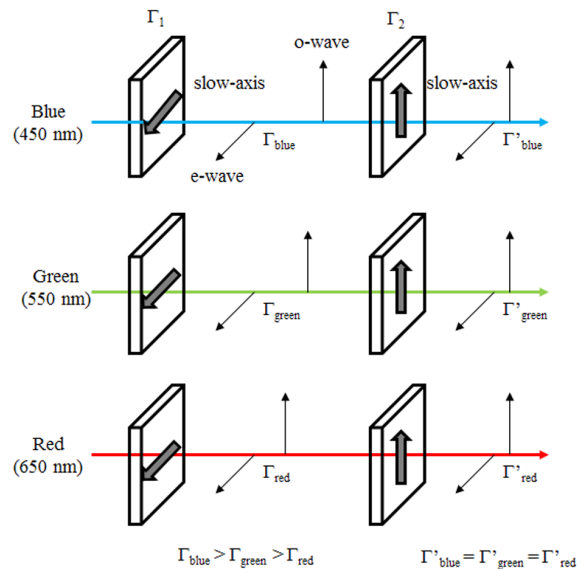 Γ₁
Γ₂
o-wave
slow-axis
slow-axis
Blue
(450 nm)
Γblue
Γ’blue
e-wave
Green
(550 nm)
Γgreen
Γ’green
Red
(650 nm)
Γred
Γ’red
Γblue > Γgreen > Γred
Γ’blue = Γ’green = Γ’red